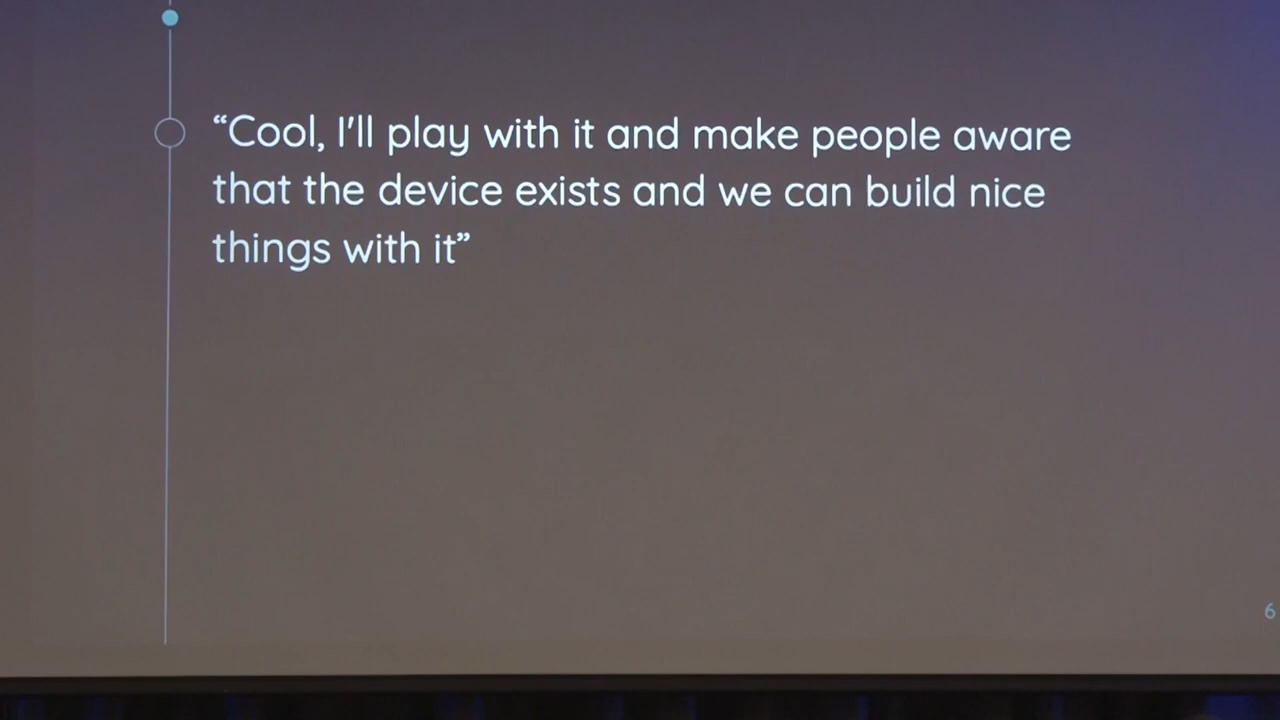 “Cool, I'll play with it and make people aware
that the device exists and we can build nice
things with it”
6